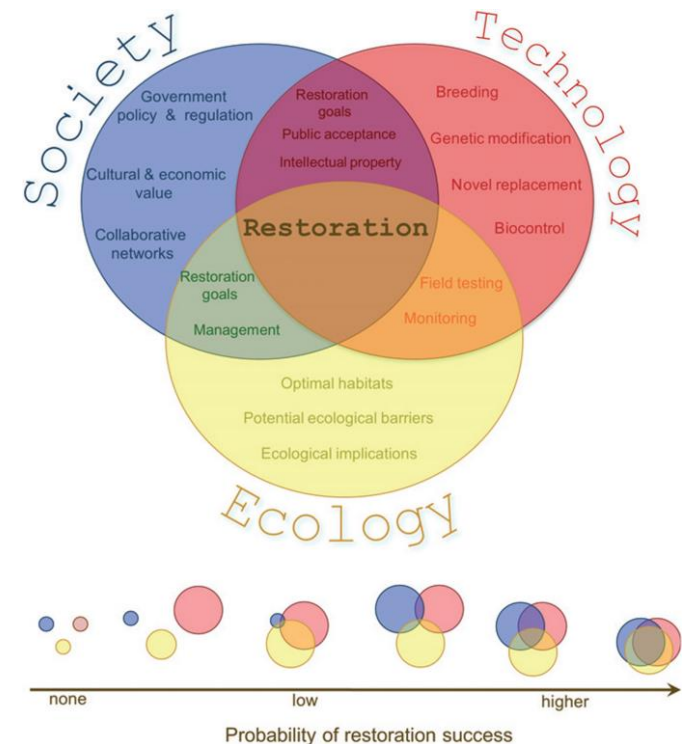 Society
Technology
Government
policy & regulation
Cultural & economic
value
Collaborative
networks
Restoration
goals
Public acceptance
Intellectual property
Breeding
Genetic modification
Novel replacement
Biocontrol
Restoration
Restoration
goals
Management
Field testing
Monitoring
Optimal habitats
Potential ecological barriers
Ecological implications
Ecology
none
low
higher
Probability of restoration success